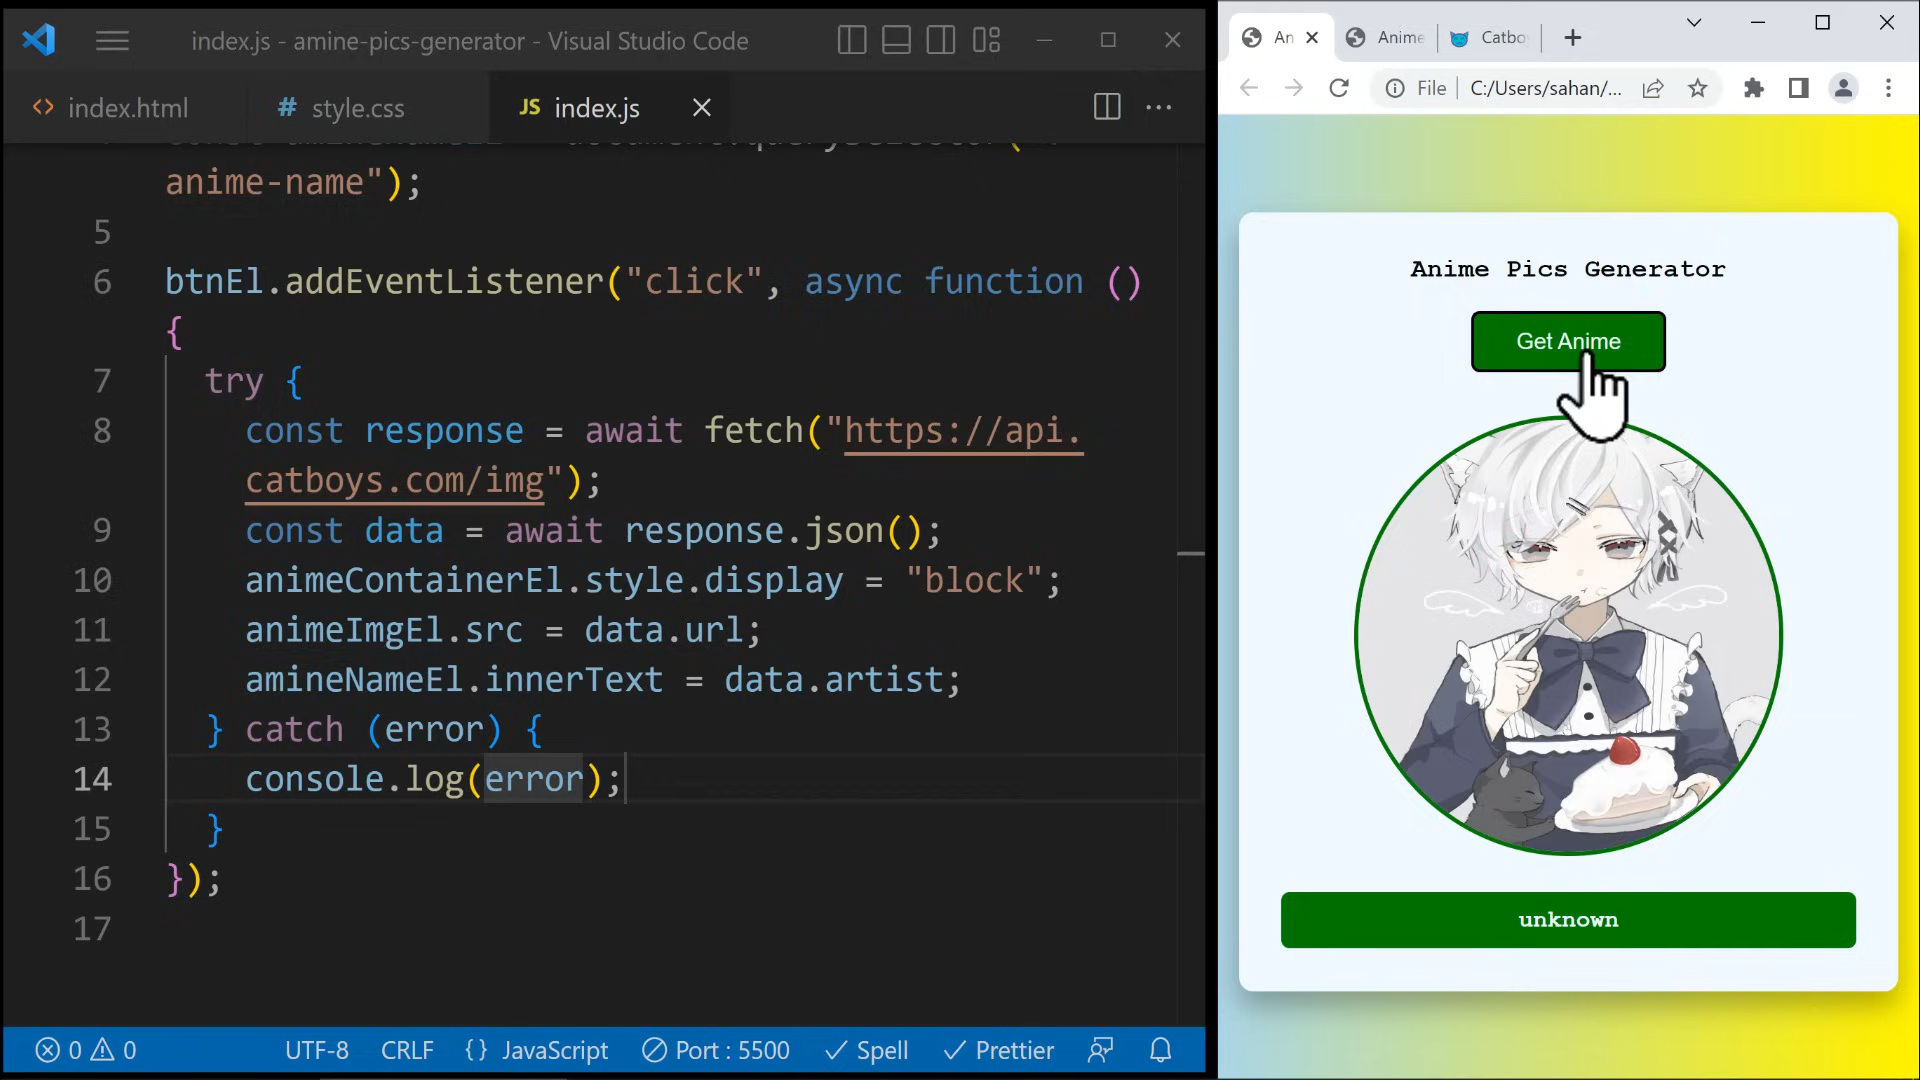 index.js - amine-pics-generator - Visual Studio Code
index.html
style.css
JS index.js
anime-name");
5
6 btnEl.addEventListener("click", async function ()
{
7 try {
8 const response = await fetch("https://api.
catboys.com/img");
9 const data = await response.json();
10 animeContainerEl.style.display = "block";
11 animeImgEl.src = data.url;
12 amineNameEl.innerText = data.artist;
13 } catch (error) {
14 console.log(error);
15 }
16 });
17
0 0 UTF-8 CRLF {} JavaScript Port : 5500 Spell Prettier
An Anime Catbo
File C:/Users/sahan/...
Anime Pics Generator
Get Anime
unknown